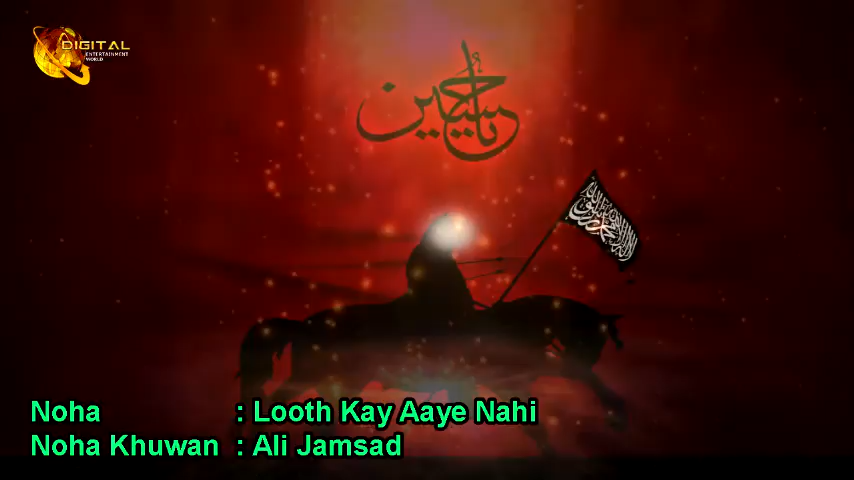 DIGITAL
ENTERTAINMENT
WORLD
یا حسین
Noha : Looth Kay Aaye Nahi
Noha Khuwan : Ali Jamsad